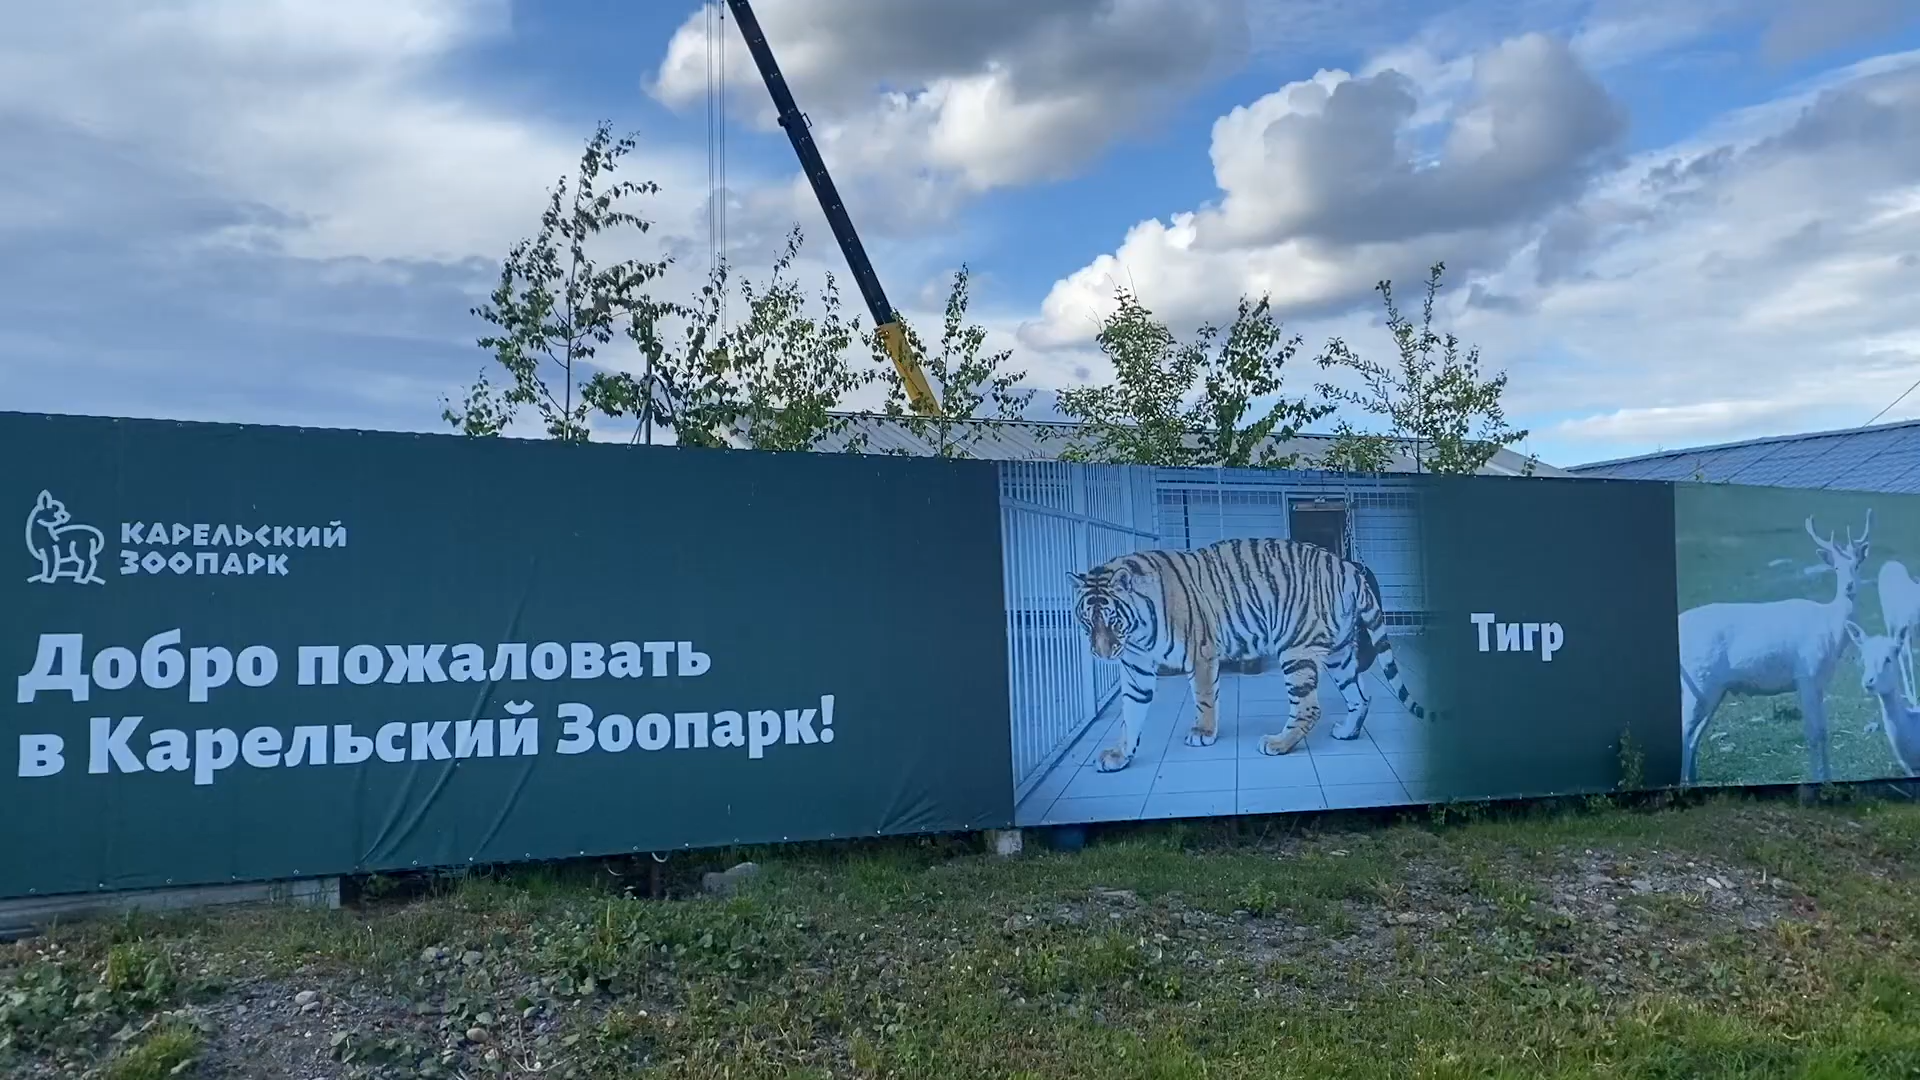 КАРЕЛЬСКИЙ
ЗООПАРК
Добро пожаловать
в Карельский Зоопарк!
Тигр